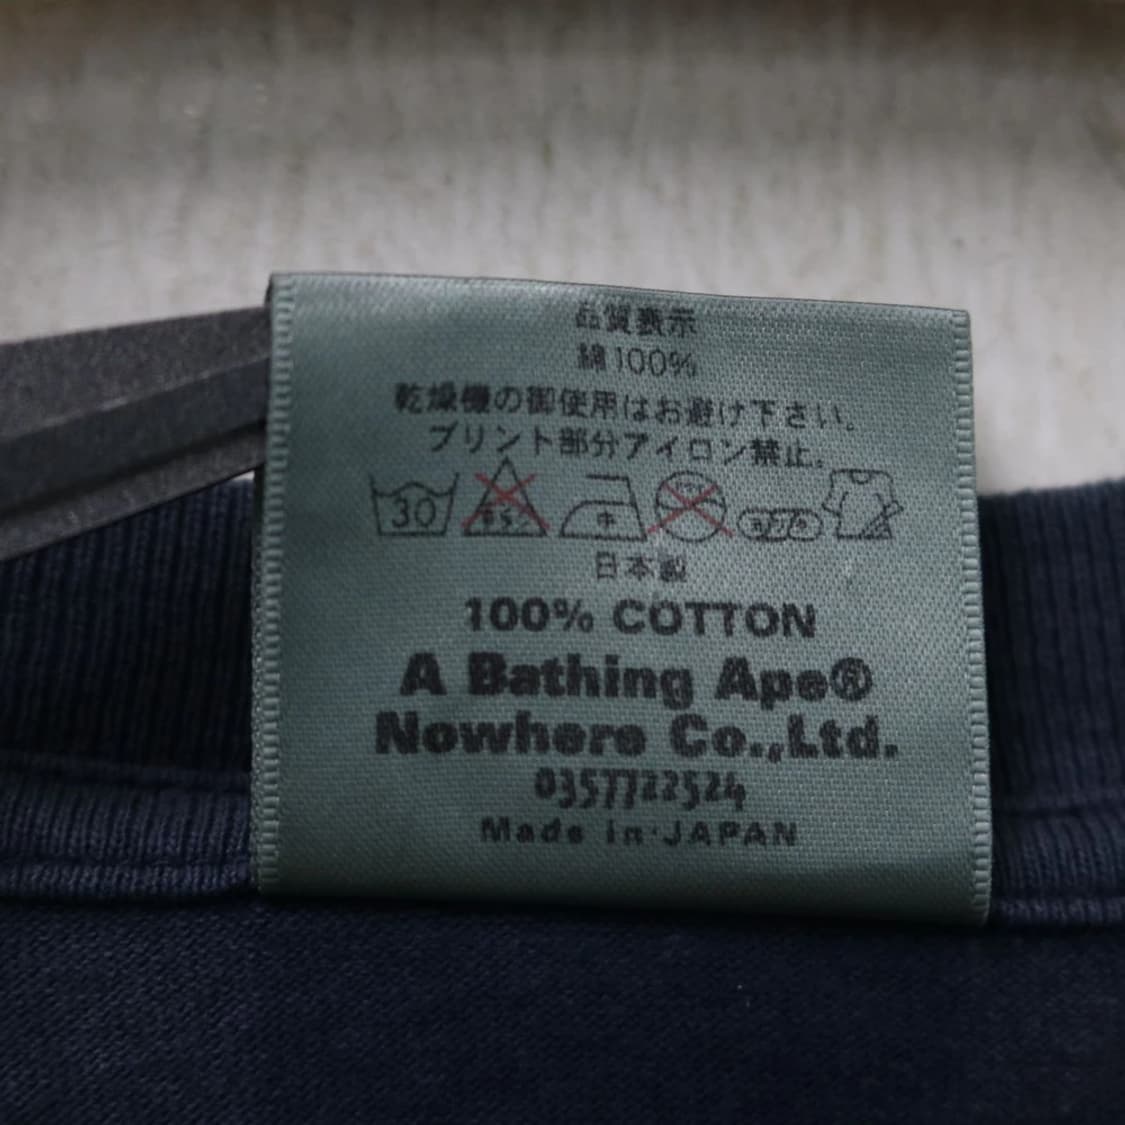 品質表示
綿100%
乾燥機の御使用はお避け下さい。
プリント部分アイロン禁止。
30 中
日本製
100% COTTON
A Bathing Ape®
Nowhere Co.,Ltd.
0357722524
Made in JAPAN